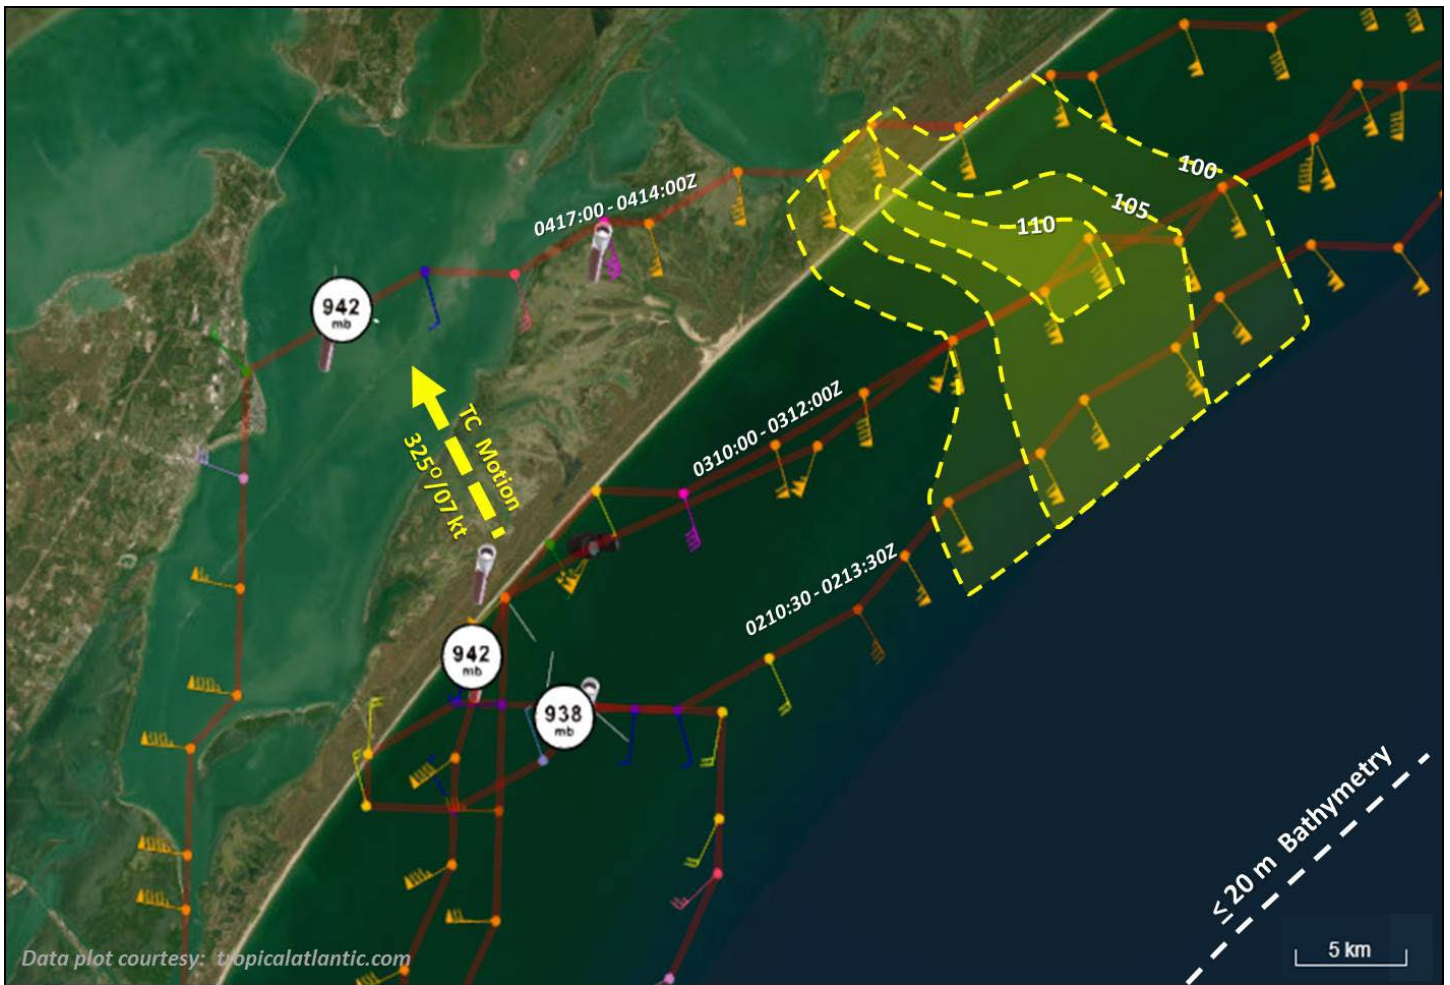 100
105
110
0417:00 - 0414:00Z
942
mb
TC Motion
325º/07 kt
0310:00 - 0312:00Z
0210:30 - 0213:30Z
942
mb
938
mb
≤ 20 m Bathymetry
5 km
Data plot courtesy: tropicalatlantic.com